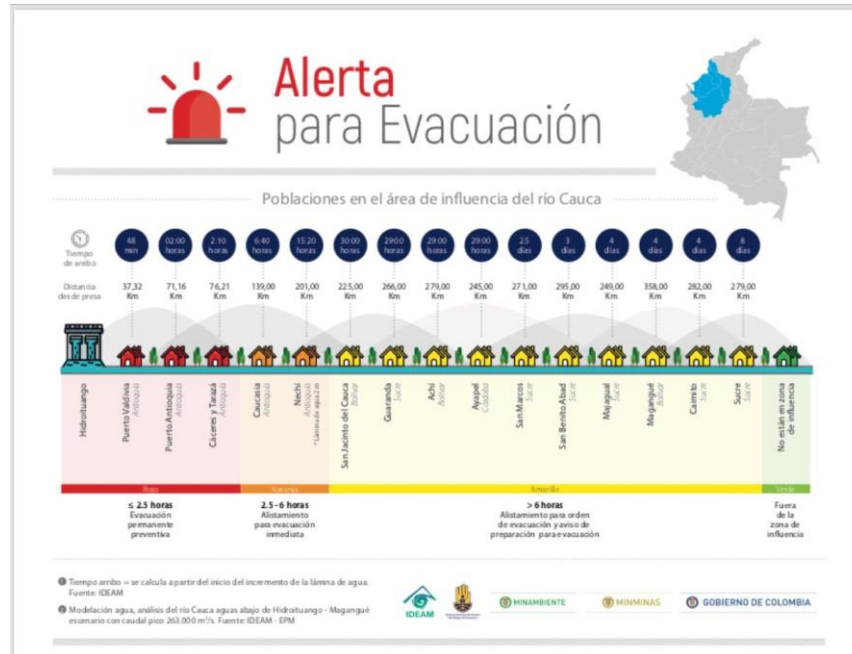 Alerta
para Evacuación
Poblaciones en el área de influencia del río Cauca
Tiempo
de arribo
48
min
02:00
horas
2:10
horas
6:40
horas
15:20
horas
30:00
horas
29:00
horas
29:00
horas
29:00
horas
2.5
días
3
días
4
días
4
días
4
días
8
días
Distancia
desde presa
37,32
Km
71,16
Km
76,21
Km
139,00
Km
201,00
Km
225,00
Km
266,00
Km
279,00
Km
245,00
Km
271,00
Km
295,00
Km
249,00
Km
358,00
Km
282,00
Km
279,00
Km
Hidroituango
Puerto Valdivia
Antioquia
Puerto Antioquia
Antioquia
Cáceres y Tarazá
Antioquia
Caucasia
Antioquia
Nechí
Antioquia
*Lámina de agua 2 m
San Jacinto del Cauca
Bolívar
Guaranda
Sucre
Achí
Bolívar
Ayapel
Córdoba
San Marcos
Sucre
San Benito Abad
Sucre
Majagual
Sucre
Magangué
Bolívar
Caimito
Sucre
Sucre
Sucre
No están en zona
de influencia
Rojo
Naranja
Amarillo
Verde
≤ 2.5 horas
Evacuación
permanente
preventiva
2.5 - 6 horas
Alistamiento
para evacuación
inmediata
> 6 horas
Alistamiento para orden
de evacuación y aviso de
preparación para evacuación
Fuera
de la
zona de
influencia
1 Tiempo arribo = se calcula a partir del inicio del incremento de la lámina de agua.
Fuente: IDEAM
2 Modelación agua, análisis del río Cauca aguas abajo de Hidroituango - Magangué
escenario con caudal pico 263.000 m³/s. Fuente: IDEAM - EPM
IDEAM
MINAMBIENTE
MINMINAS
GOBIERNO DE COLOMBIA